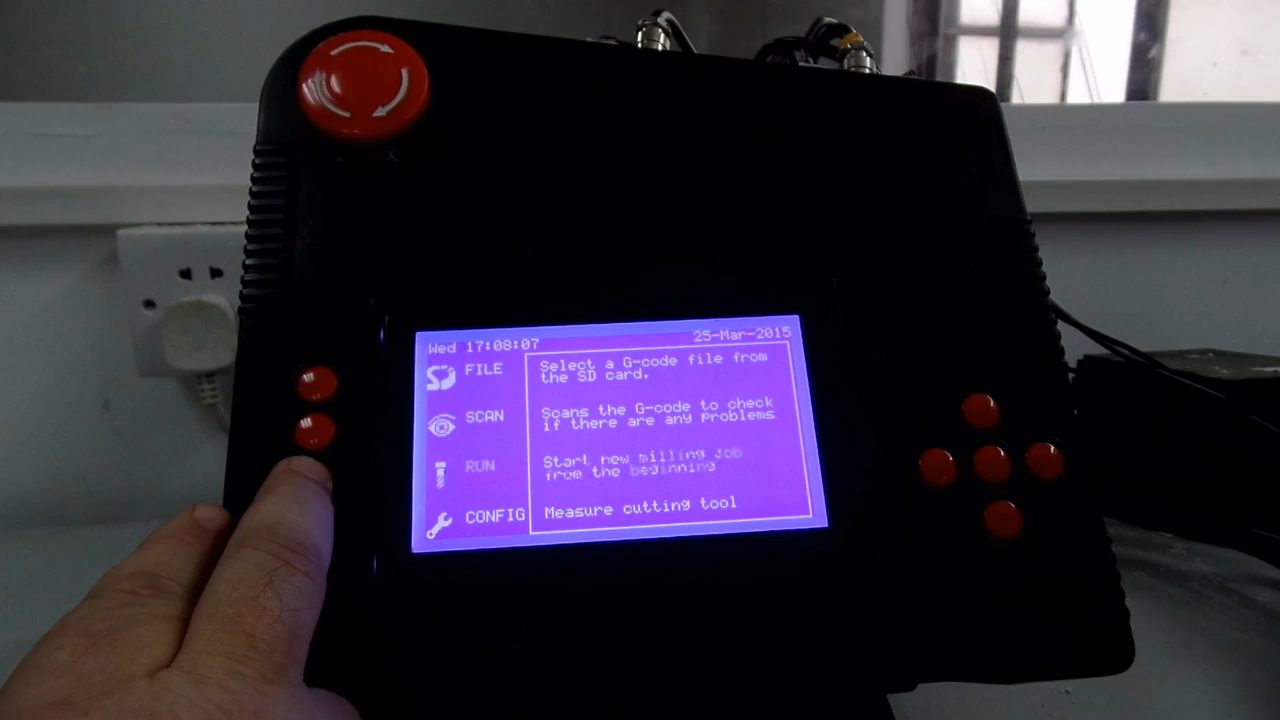 Wed 17:08:07 25-Mar-2015
FILE
Select a G-code file from
the SD card.
SCAN
Scans the G-code to check
if there are any problems
RUN
Start new milling job
from the beginning
CONFIG
Measure cutting tool